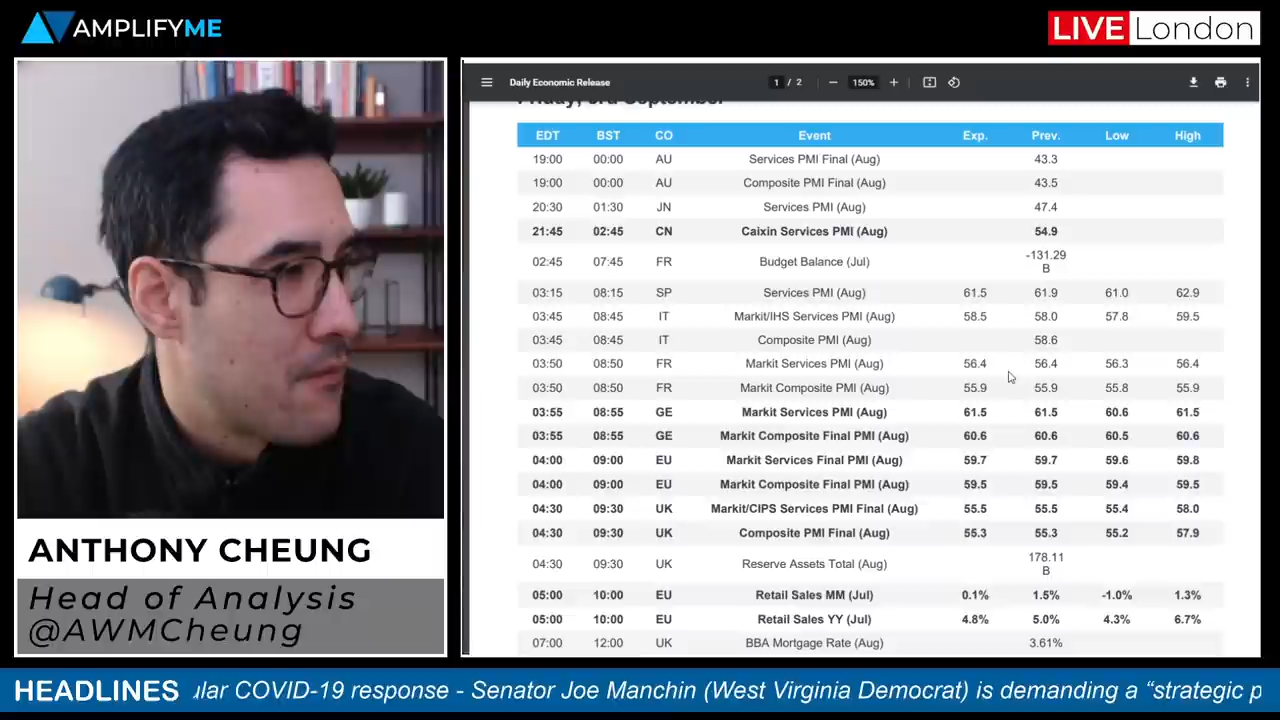 AMPLIFYME
LIVE London
Daily Economic Release
1 / 2
150%
Friday, 3rd September
EDT BST CO Event Exp. Prev. Low High
19:00 00:00 AU Services PMI Final (Aug) 43.3
19:00 00:00 AU Composite PMI Final (Aug) 43.5
20:30 01:30 JN Services PMI (Aug) 47.4
21:45 02:45 CN Caixin Services PMI (Aug) 54.9
02:45 07:45 FR Budget Balance (Jul) -131.29 B
03:15 08:15 SP Services PMI (Aug) 61.5 61.9 61.0 62.9
03:45 08:45 IT Markit/IHS Services PMI (Aug) 58.5 58.0 57.8 59.5
03:45 08:45 IT Composite PMI (Aug) 58.6
03:50 08:50 FR Markit Services PMI (Aug) 56.4 56.4 56.3 56.4
03:50 08:50 FR Markit Composite PMI (Aug) 55.9 55.9 55.8 55.9
03:55 08:55 GE Markit Services PMI (Aug) 61.5 61.5 60.6 61.5
03:55 08:55 GE Markit Composite Final PMI (Aug) 60.6 60.6 60.5 60.6
04:00 09:00 EU Markit Services Final PMI (Aug) 59.7 59.7 59.6 59.8
04:00 09:00 EU Markit Composite Final PMI (Aug) 59.5 59.5 59.4 59.5
04:30 09:30 UK Markit/CIPS Services PMI Final (Aug) 55.5 55.5 55.4 58.0
04:30 09:30 UK Composite PMI Final (Aug) 55.3 55.3 55.2 57.9
04:30 09:30 UK Reserve Assets Total (Aug) 178.11 B
05:00 10:00 EU Retail Sales MM (Jul) 0.1% 1.5% -1.0% 1.3%
05:00 10:00 EU Retail Sales YY (Jul) 4.8% 5.0% 4.3% 6.7%
07:00 12:00 UK BBA Mortgage Rate (Aug) 3.61%
ANTHONY CHEUNG
Head of Analysis
@AWMCheung
HEADLINES ular COVID-19 response - Senator Joe Manchin (West Virginia Democrat) is demanding a “strategic p